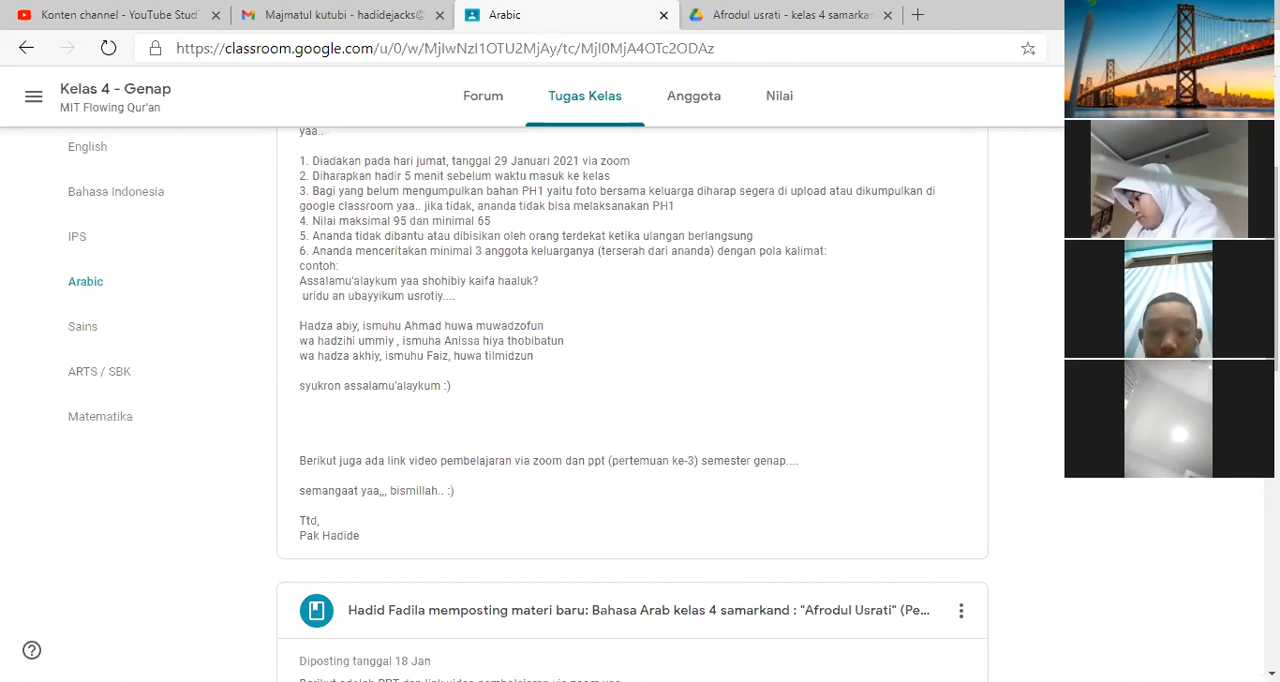 Konten channel - YouTube Stud
Majmatul kutubi - hadidejacks@
Arabic
Afrodul usrati - kelas 4 samarkan
https://classroom.google.com/u/0/w/MjIwNzI1OTU2MjAy/tc/MjI0MjA4OTc2ODAz
Kelas 4 - Genap
MIT Flowing Qur'an
Forum
Tugas Kelas
Anggota
Nilai
English
Bahasa Indonesia
IPS
Arabic
Sains
ARTS / SBK
Matematika
yaa..
1. Diadakan pada hari jumat, tanggal 29 Januari 2021 via zoom
2. Diharapkan hadir 5 menit sebelum waktu masuk ke kelas
3. Bagi yang belum mengumpulkan bahan PH1 yaitu foto bersama keluarga diharap segera di upload atau dikumpulkan di
google classroom yaa.. jika tidak, ananda tidak bisa melaksanakan PH1
4. Nilai maksimal 95 dan minimal 65
5. Ananda tidak dibantu atau dibisikan oleh orang terdekat ketika ulangan berlangsung
6. Ananda menceritakan minimal 3 anggota keluarganya (terserah dari ananda) dengan pola kalimat:
contoh:
Assalamu'alaykum yaa shohibiy kaifa haaluk?
uridu an ubayyikum usrotiy....
Hadza abiy, ismuhu Ahmad huwa muwadzofun
wa hadzihi ummiy , ismuha Anissa hiya thobibatun
wa hadza akhiy, ismuhu Faiz, huwa tilmidzun
syukron assalamu'alaykum :)
Berikut juga ada link video pembelajaran via zoom dan ppt (pertemuan ke-3) semester genap....
semangaat yaa,,, bismillah.. :)
Ttd,
Pak Hadide
Hadid Fadila memposting materi baru: Bahasa Arab kelas 4 samarkand : "Afrodul Usrati" (Pe...
Diposting tanggal 18 Jan